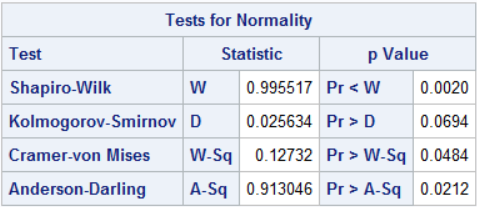 Tests for Normality
Test Statistic p Value
Shapiro-Wilk W 0.995517 Pr < W 0.0020
Kolmogorov-Smirnov D 0.025634 Pr > D 0.0694
Cramer-von Mises W-Sq 0.12732 Pr > W-Sq 0.0484
Anderson-Darling A-Sq 0.913046 Pr > A-Sq 0.0212